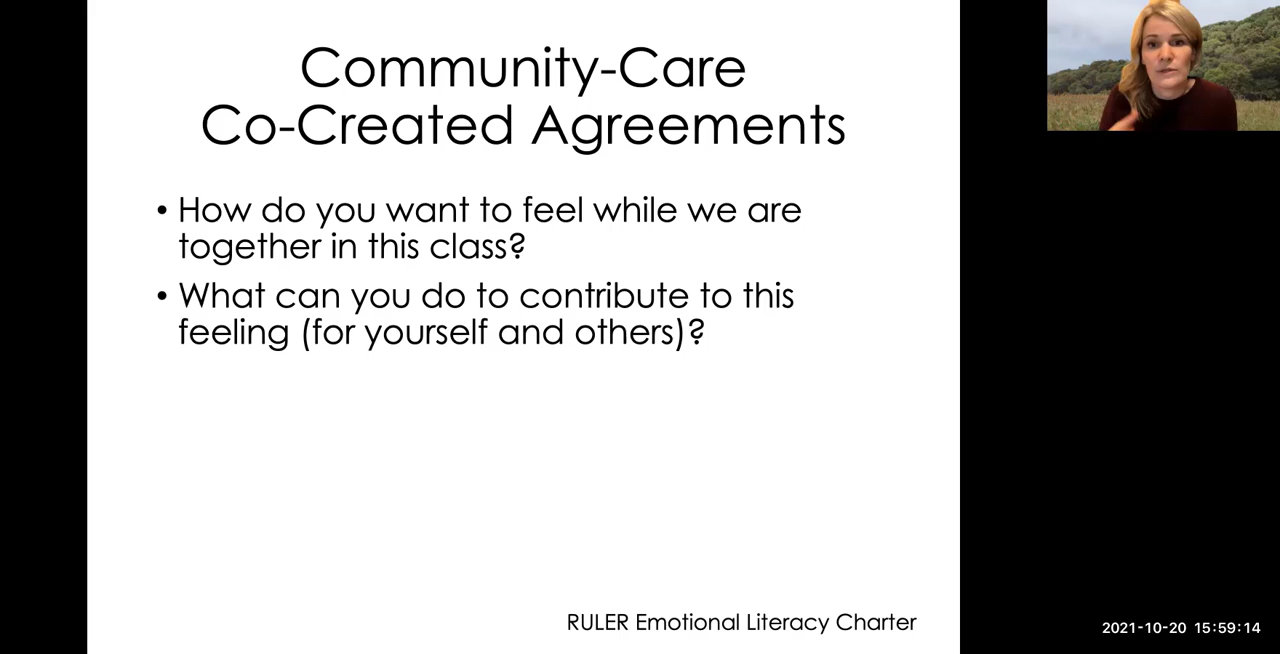 Community-Care
Co-Created Agreements
• How do you want to feel while we are
together in this class?
• What can you do to contribute to this
feeling (for yourself and others)?
RULER Emotional Literacy Charter
2021-10-20 15:59:14